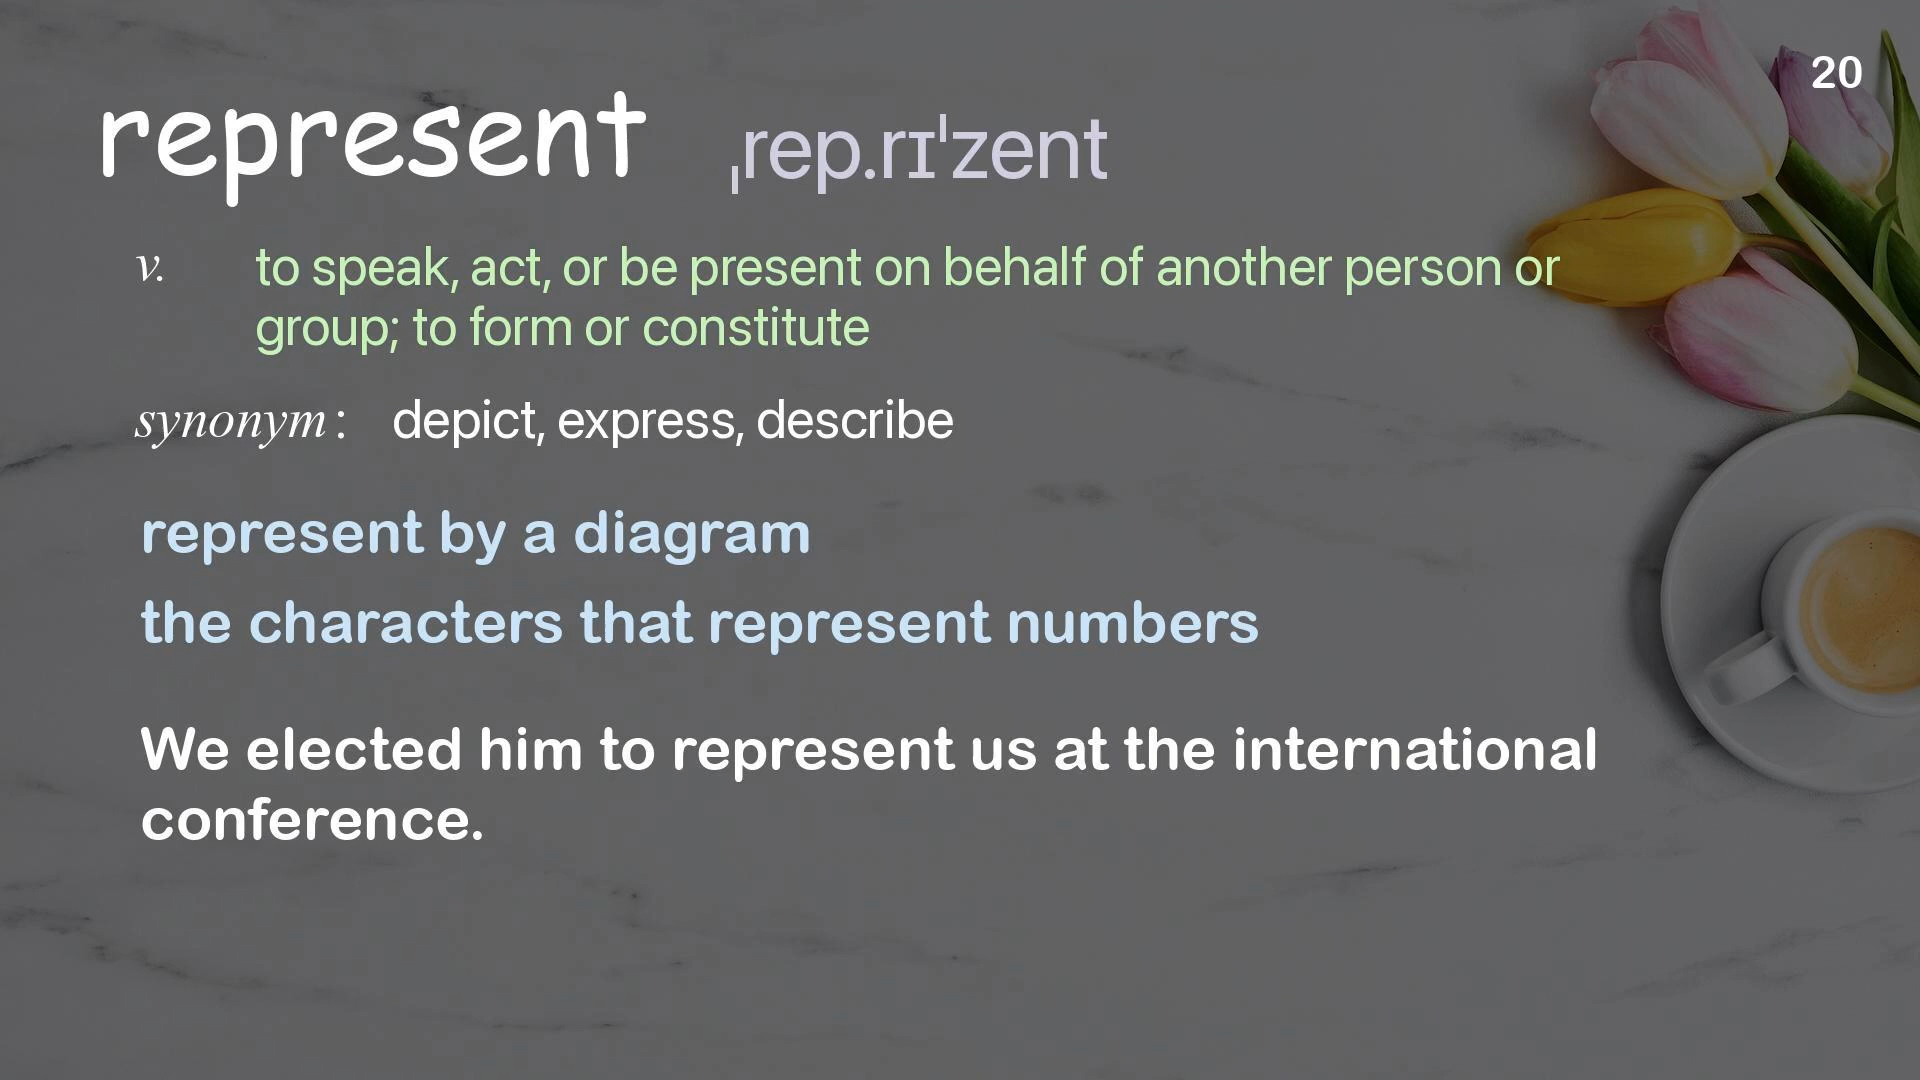 20
represent ˌrep.rɪˈzent
v. to speak, act, or be present on behalf of another person or
group; to form or constitute
synonym : depict, express, describe
represent by a diagram
the characters that represent numbers
We elected him to represent us at the international
conference.